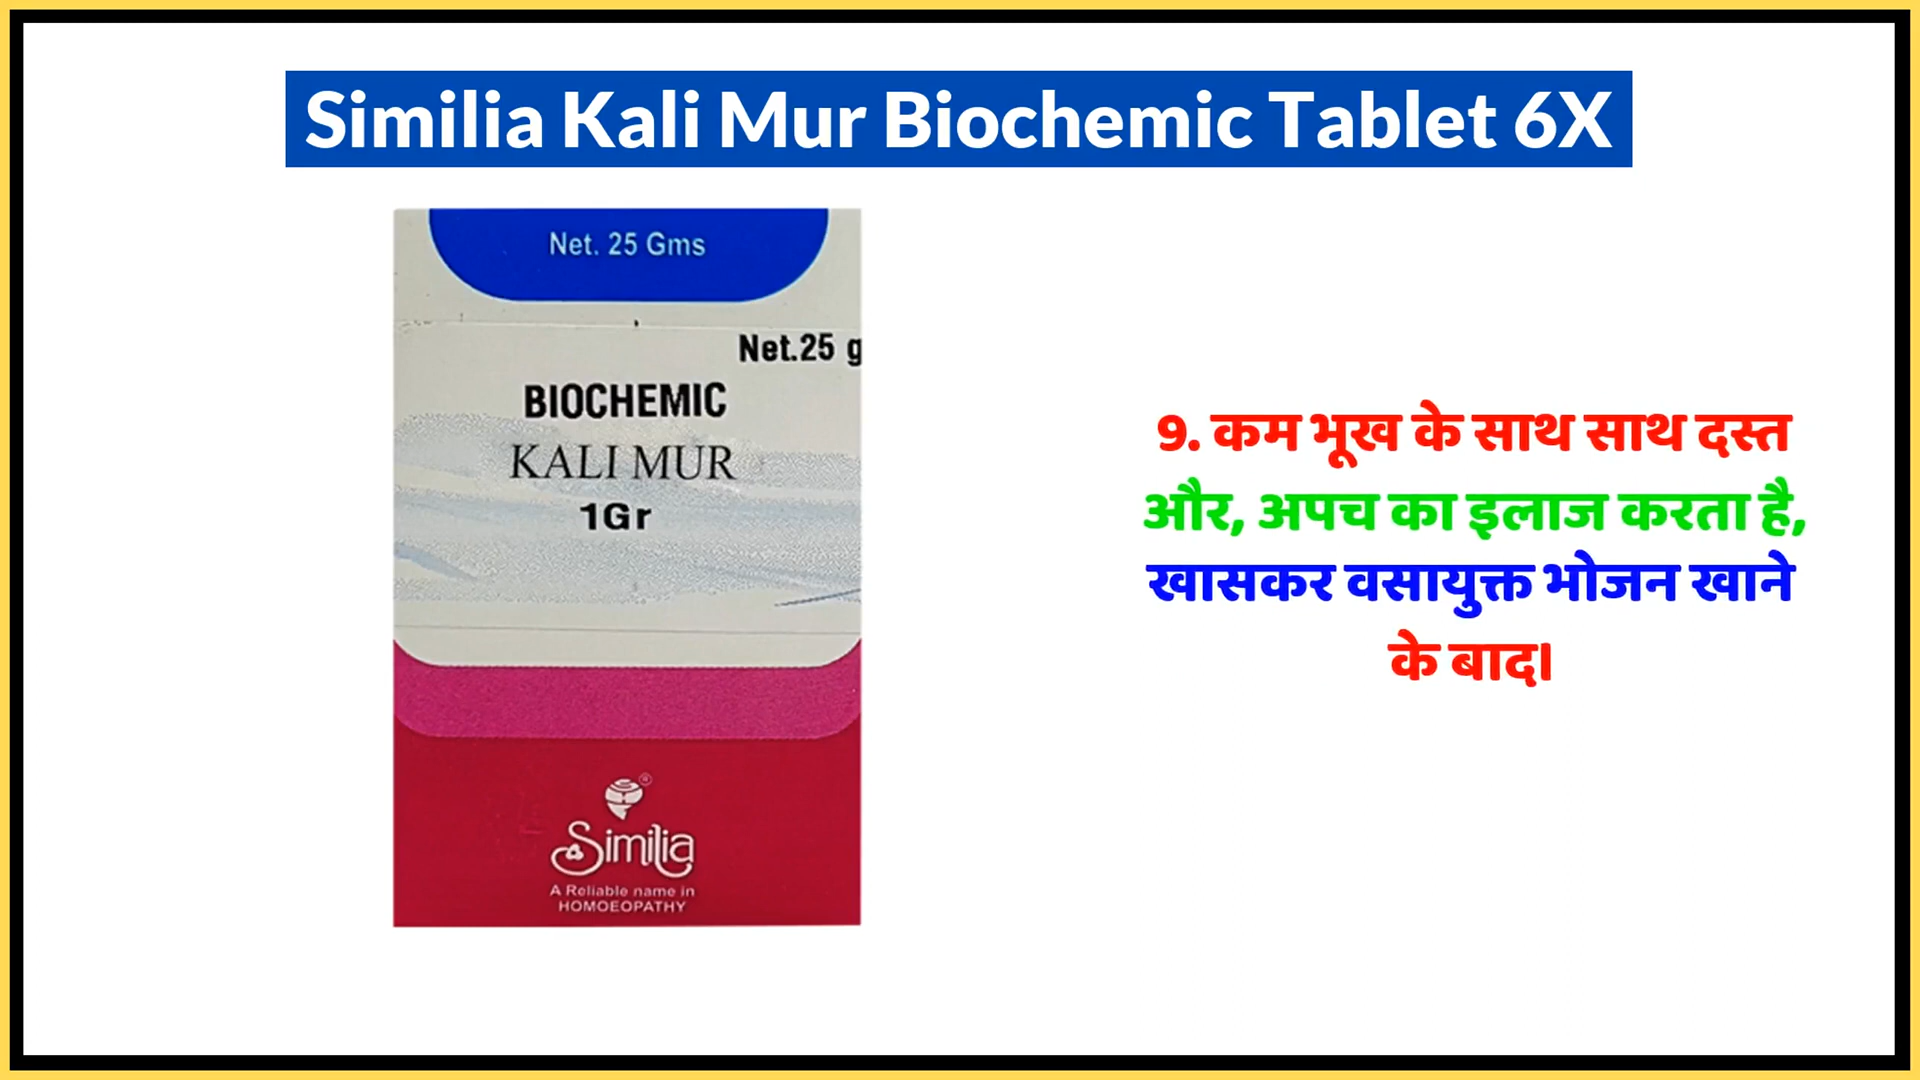 Similia Kali Mur Biochemic Tablet 6X
Net. 25 Gms
Net.25 g
BIOCHEMIC
KALI MUR
1Gr
Similia
A Reliable name in
HOMOEOPATHY
9. कम भूख के साथ साथ दस्त
और, अपच का इलाज करता है,
खासकर वसायुक्त भोजन खाने
के बाद।